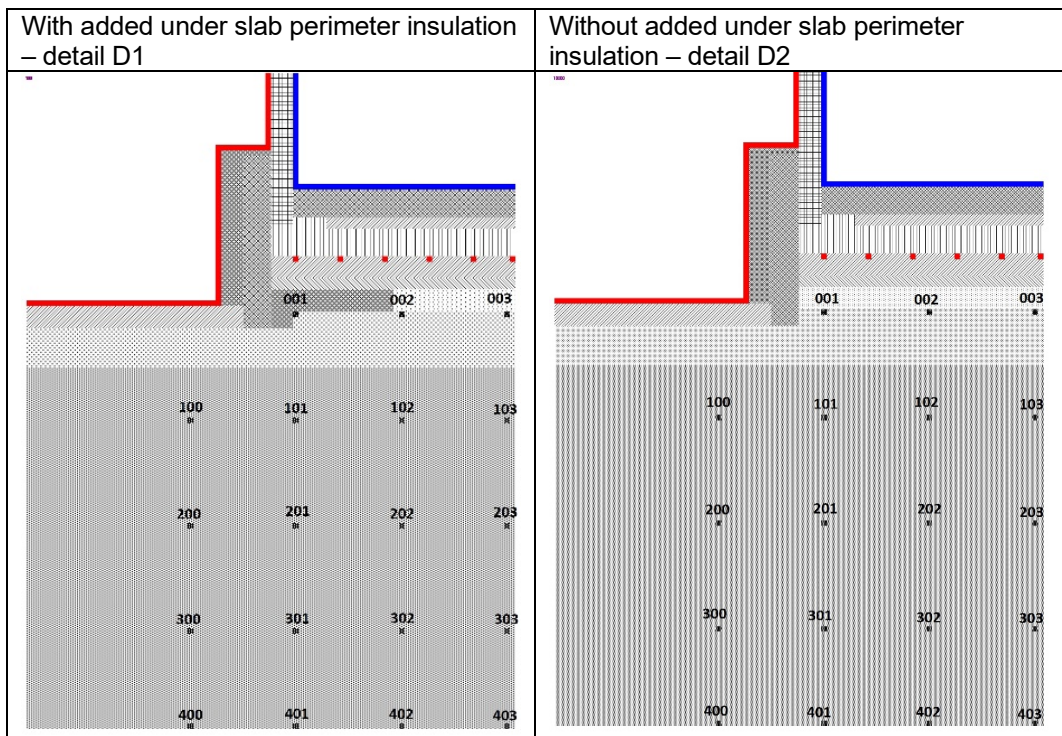 With added under slab perimeter insulation
– detail D1
Without added under slab perimeter
insulation – detail D2
001 002 003
100 101 102 103
200 201 202 203
300 301 302 303
400 401 402 403
001 002 003
100 101 102 103
200 201 202 203
300 301 302 303
400 401 402 403